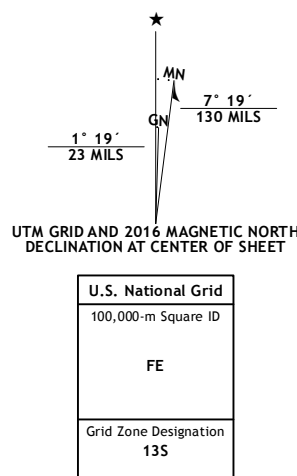 ★
MN
GN
7° 19´
130 MILS
1° 19´
23 MILS
UTM GRID AND 2016 MAGNETIC NORTH
DECLINATION AT CENTER OF SHEET
U.S. National Grid
100,000-m Square ID
FE
Grid Zone Designation
13S